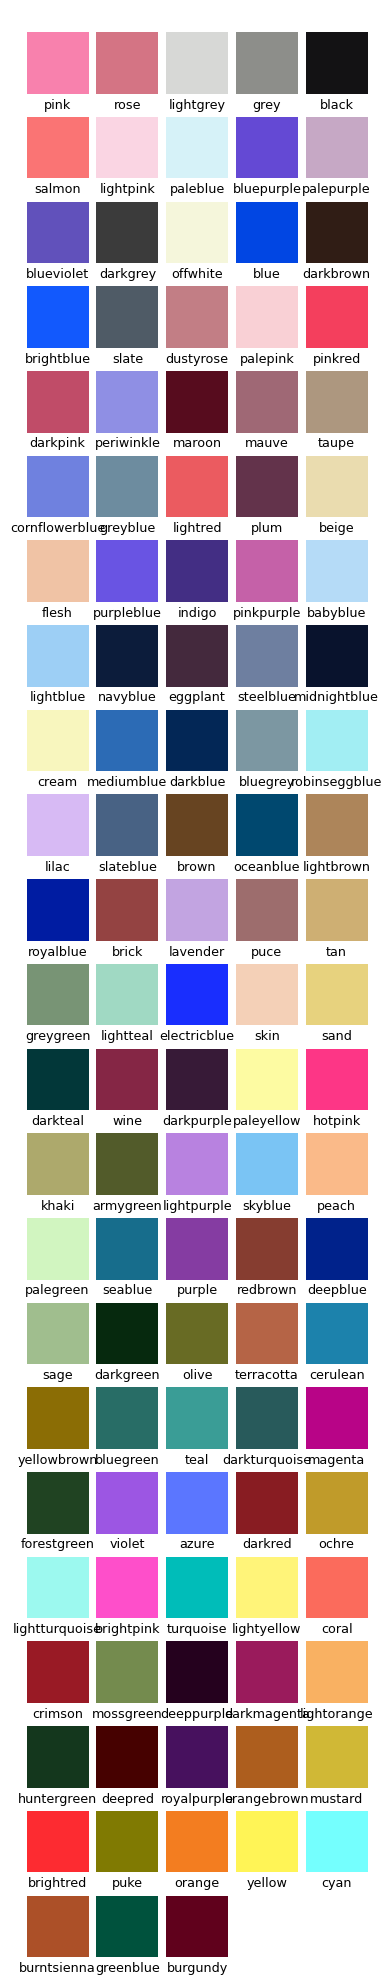 pink rose lightgrey grey black
salmon lightpink paleblue bluepurple palepurple
blueviolet darkgrey offwhite blue darkbrown
brightblue slate dustyrose palepink pinkred
darkpink periwinkle maroon mauve taupe
cornflowerblue greyblue lightred plum beige
flesh purpleblue indigo pinkpurple babyblue
lightblue navyblue eggplant steelblue midnightblue
cream mediumblue darkblue bluegrey robinseggblue
lilac slateblue brown oceanblue lightbrown
royalblue brick lavender puce tan
greygreen lightteal electricblue skin sand
darkteal wine darkpurple paleyellow hotpink
khaki armygreen lightpurple skyblue peach
palegreen seablue purple redbrown deepblue
sage darkgreen olive terracotta cerulean
yellowbrown bluegreen teal darkturquoise magenta
forestgreen violet azure darkred ochre
lightturquoise brightpink turquoise lightyellow coral
crimson mossgreen deeppurple darkmagenta lightorange
huntergreen deepred royalpurple orangebrown mustard
brightred puke orange yellow cyan
burntsienna greenblue burgundy